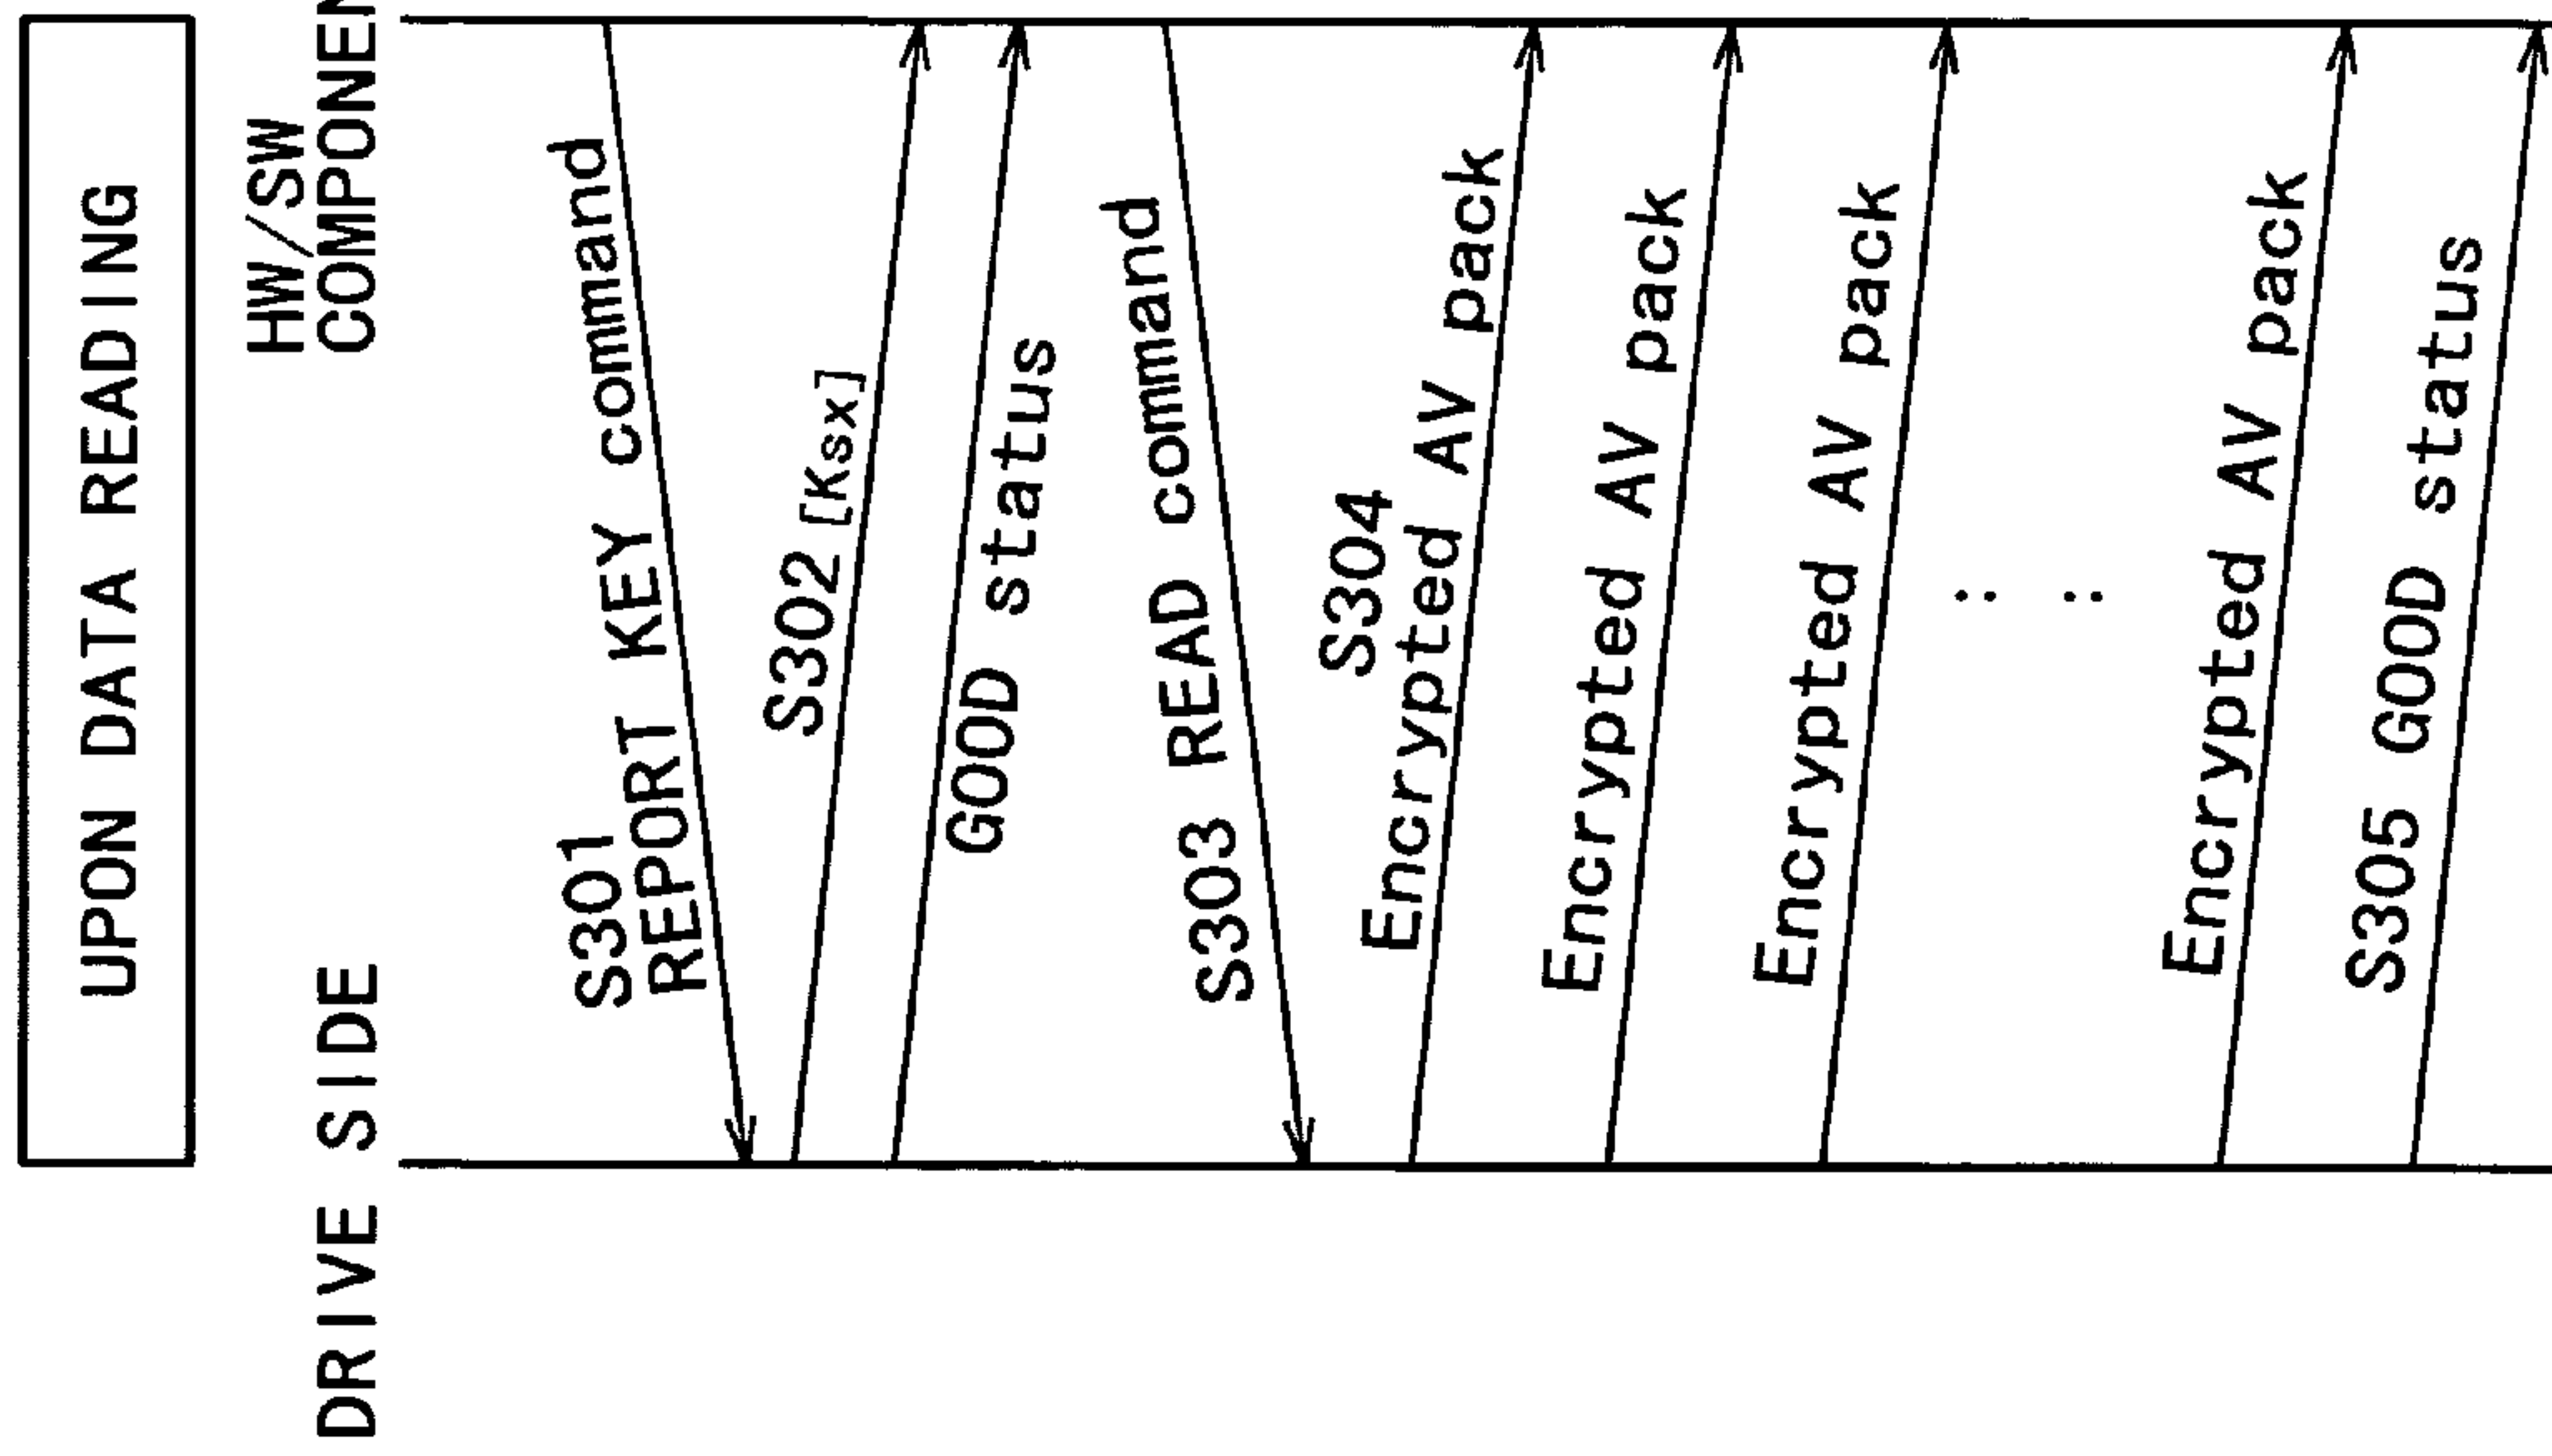 UPON DATA READING
HW/SW
DRIVE SIDE
S301
REPORT KEY command
S302 [Ksx]
GOOD status
S303 READ command
S304
Encrypted AV pack
Encrypted AV pack
Encrypted AV pack
: :
Encrypted AV pack
S305 GOOD status